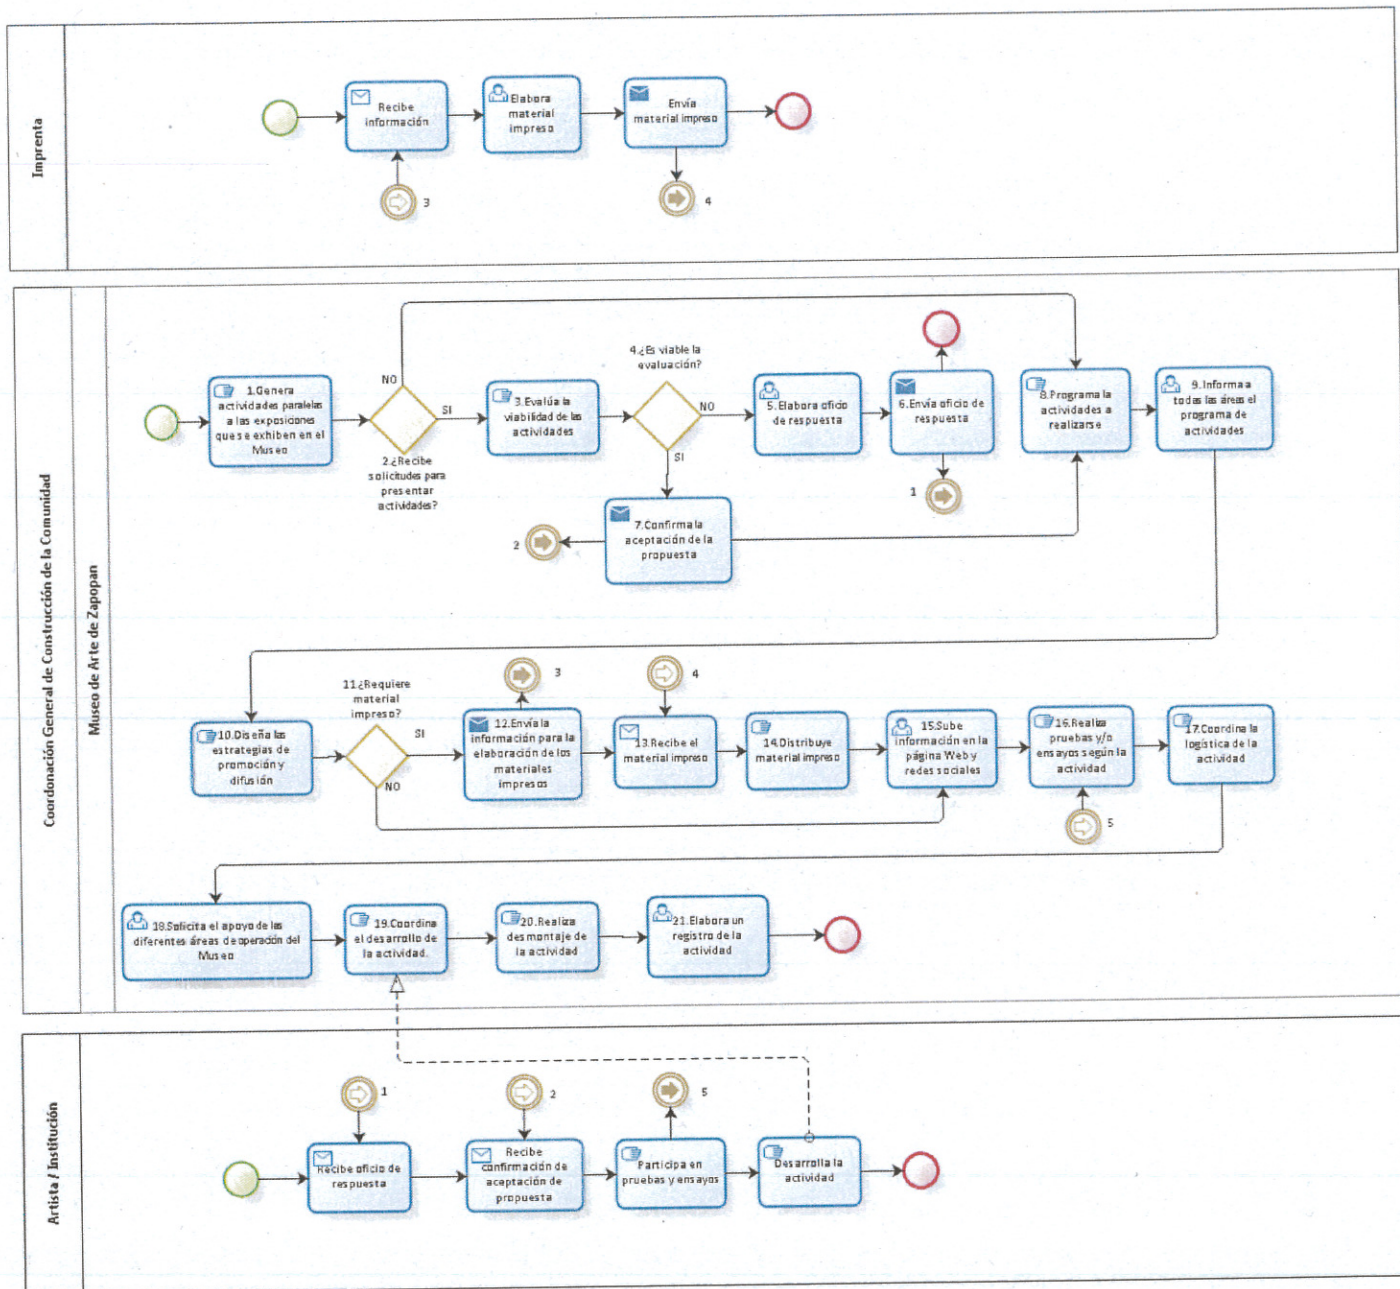 Imprenta
Recibe
información
Elabora
material
impreso
Envía
material impreso
3
4
Coordonación General de Construcción de la Comunidad
Museo de Arte de Zapopan
1.Genera
actividades paralelas
a las exposiciones
que se exhiben en el
Museo
NO
SI
2.¿Recibe
solicitudes para
presentar
actividades?
3.Evalúa la
viabilidad de las
actividades
4.¿Es viable la
evaluación?
NO
SI
5.Elabora oficio
de respuesta
6.Envía oficio de
respuesta
1
7.Confirma la
aceptación de la
propuesta
2
8.Programa la
actividades a
realizarse
9.Informa a
todas las áreas el
programa de
actividades
10.Diseña las
estrategias de
promoción y
difusión
11.¿Requiere
material
impreso?
SI
NO
12.Envía la
información para la
elaboración de los
materiales
impresos
3
4
13.Recibe el
material impreso
14.Distribuye
material impreso
15.Sube
información en la
página Web y
redes sociales
16.Realiza
pruebas y/o
ensayos según la
actividad
5
17.Coordina la
logística de la
actividad
18.Solicita el apoyo de las
diferentes áreas de operación del
Museo
19.Coordina
el desarrollo de
la actividad.
20.Realiza
desmontaje de
la actividad
21.Elabora un
registro de la
actividad
Artista / Institución
1
2
5
Recibe oficio de
respuesta
Recibe
confirmación de
aceptación de
propuesta
Participa en
pruebas y ensayos
Desarrolla la
actividad